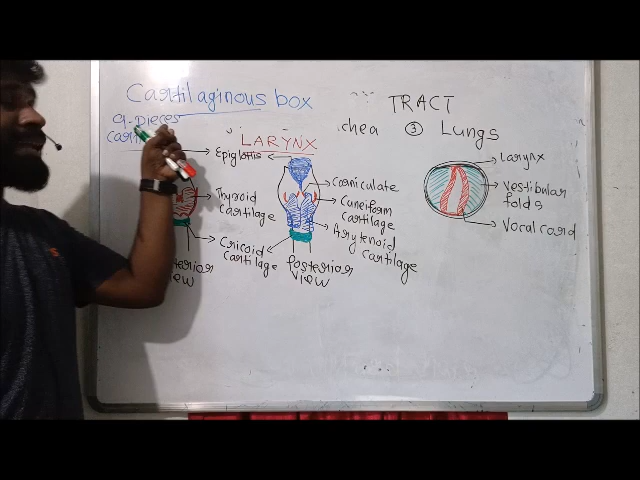 Cartilaginous box
TRACT
9-pieces
chea ③ Lungs
LARYNX
Epiglottis
Larynx
Corniculate
Thyroid cartilage
Cuneiform cartilage
Vestibular folds
Arytenoid cartilage
Vocal cord
Cricoid cartilage
Posterior view
view